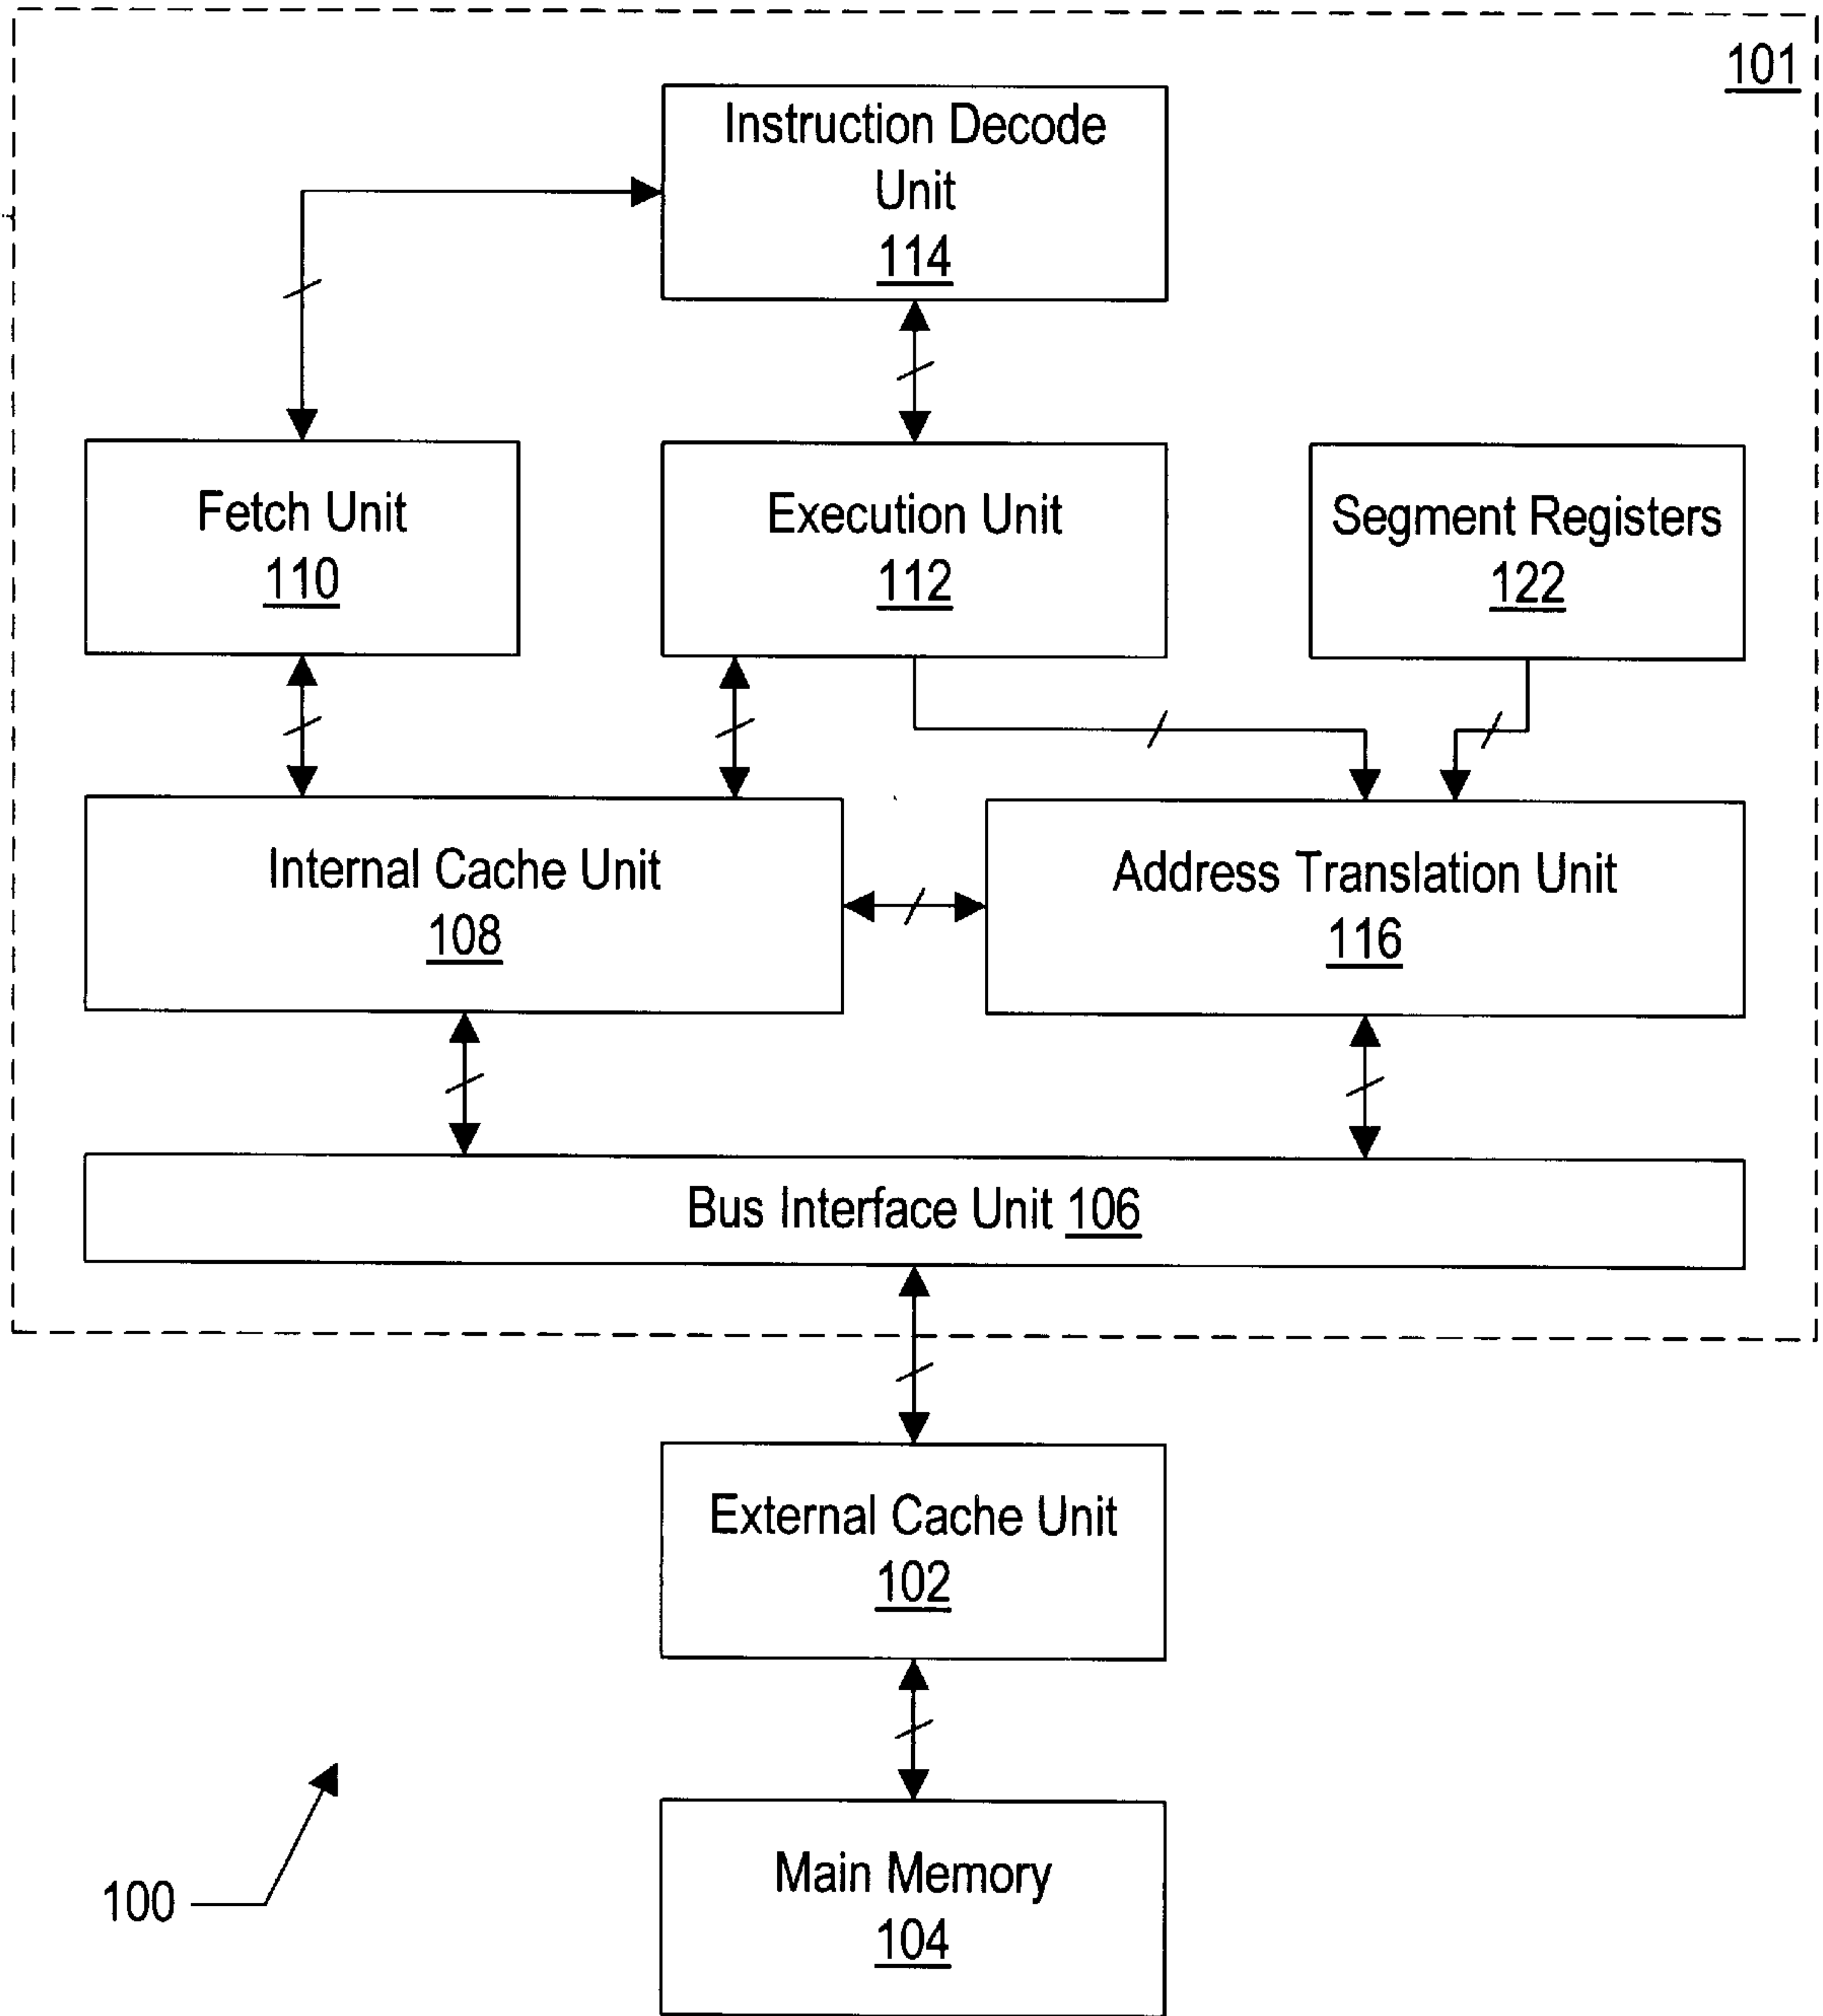 101
Instruction Decode
Unit
114
Fetch Unit
110
Execution Unit
112
Segment Registers
122
Internal Cache Unit
108
Address Translation Unit
116
Bus Interface Unit 106
External Cache Unit
102
Main Memory
104
100